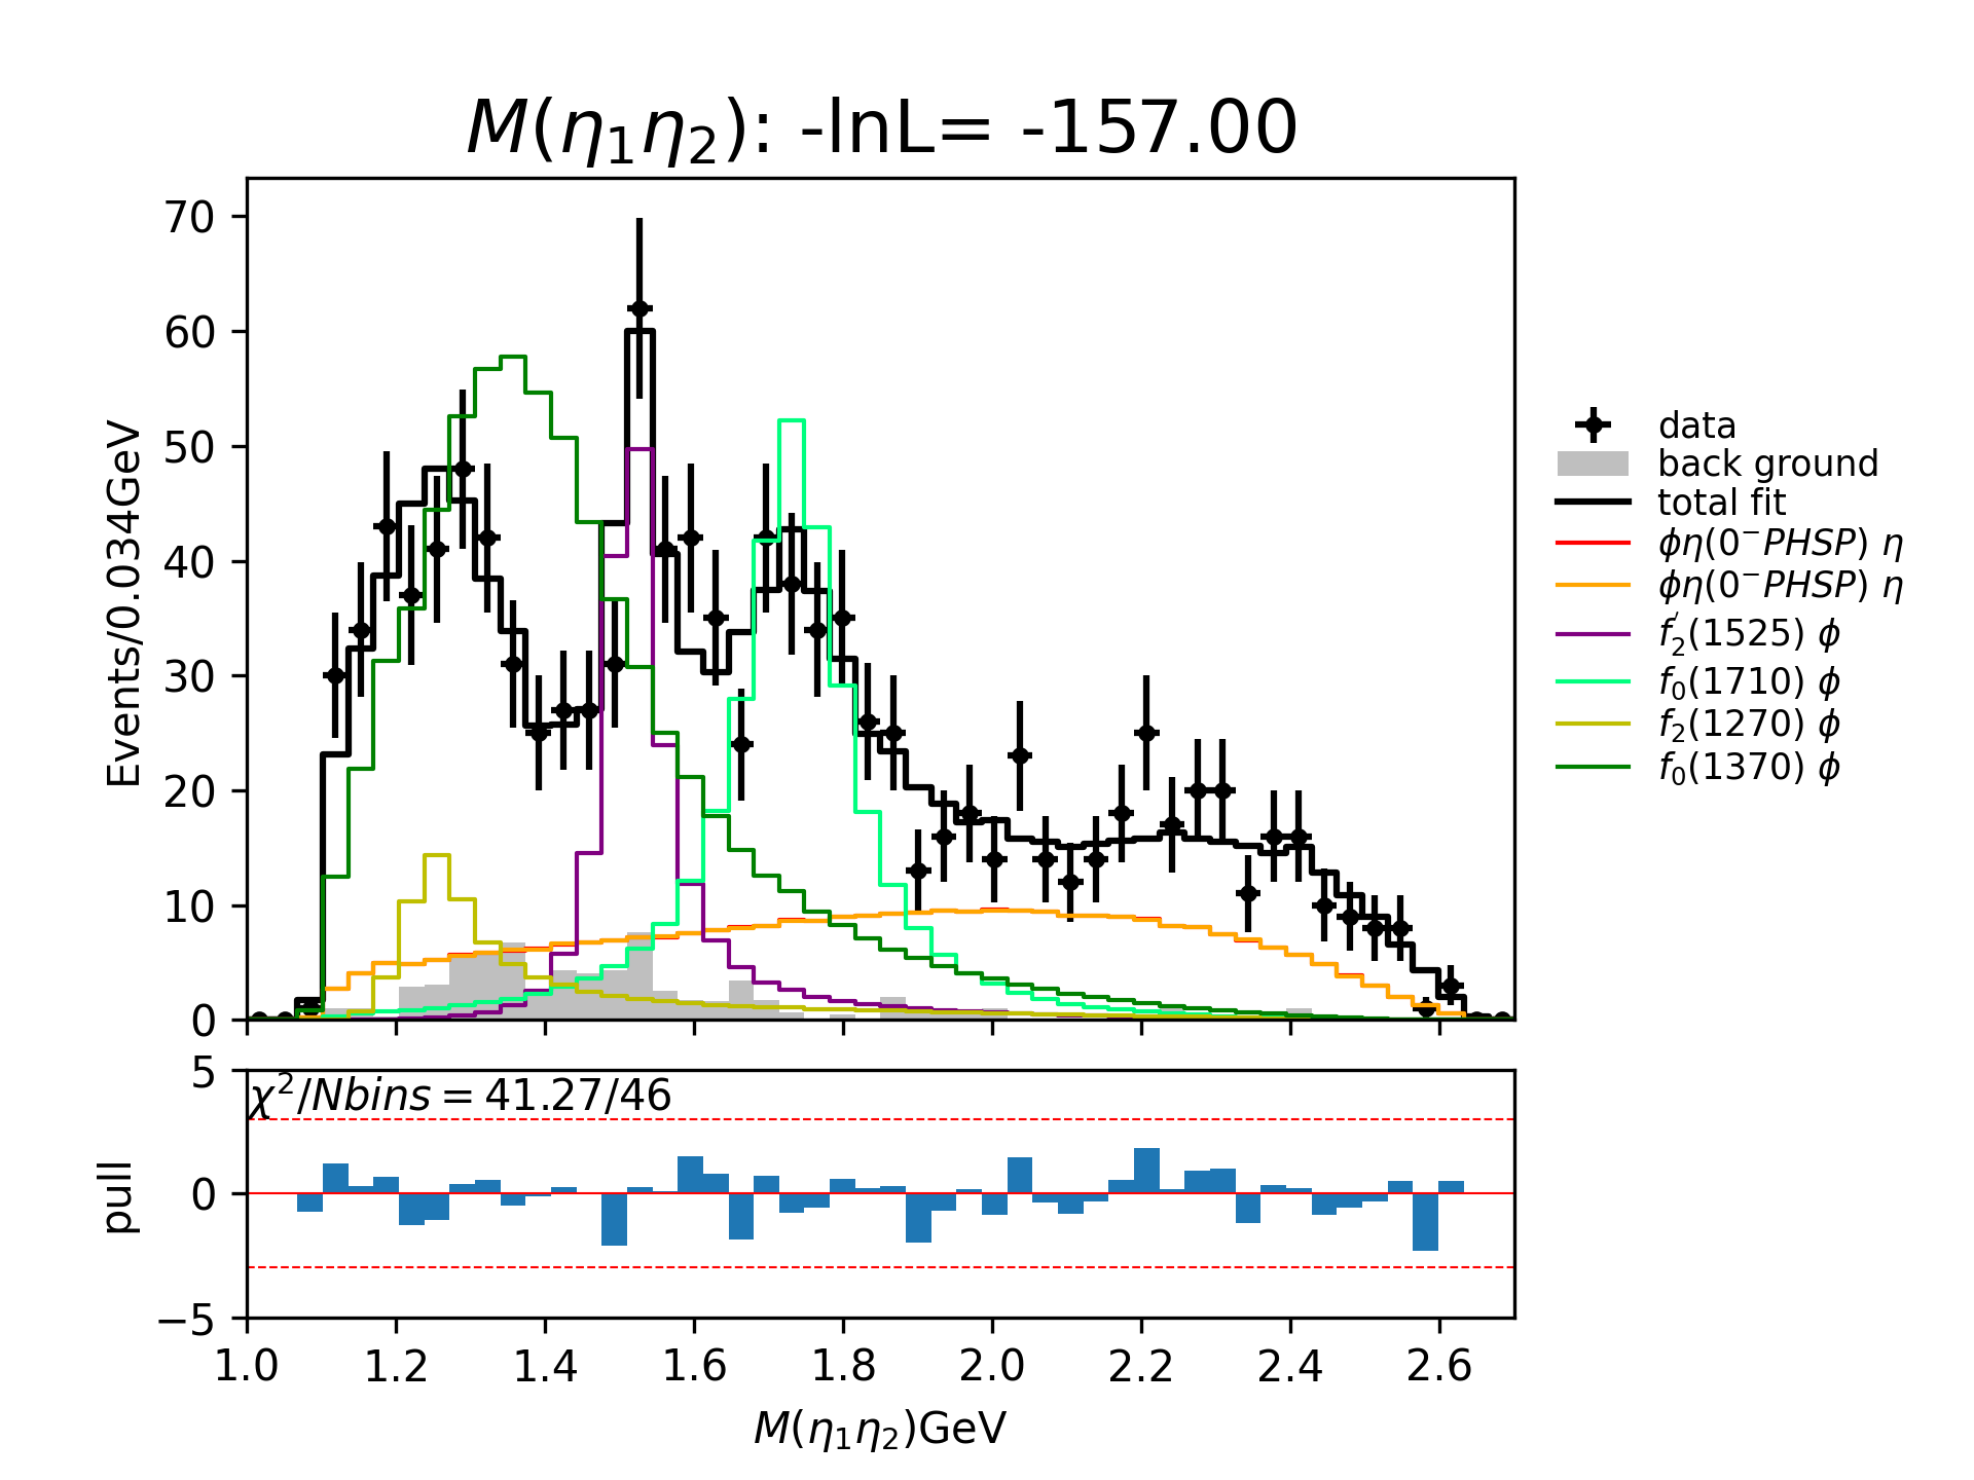 M(η₁η₂): -lnL= -157.00
Events/0.034GeV
70
60
50
40
30
20
10
0
data
back ground
total fit
ϕη(0⁻PHSP) η
ϕη(0⁻PHSP) η
f₂′(1525) ϕ
f₀(1710) ϕ
f₂(1270) ϕ
f₀(1370) ϕ
χ²/Nbins = 41.27/46
pull
5
0
−5
1.0 1.2 1.4 1.6 1.8 2.0 2.2 2.4 2.6
M(η₁η₂)GeV